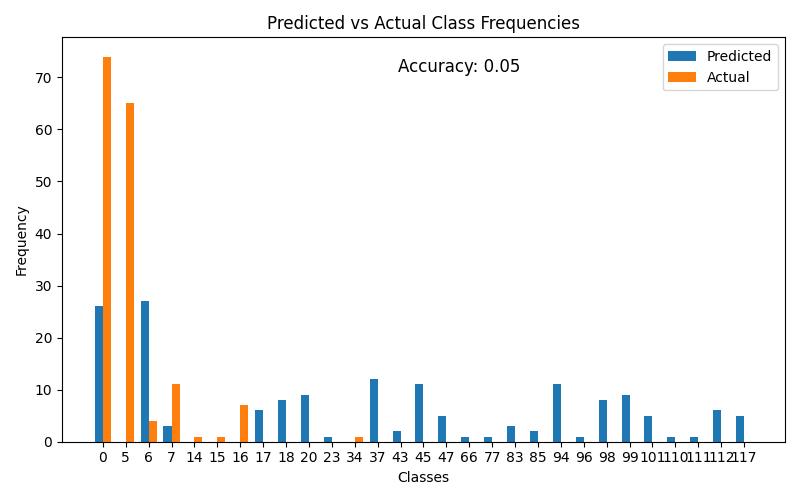 Predicted vs Actual Class Frequencies
Accuracy: 0.05
Predicted
Actual
Frequency
70
60
50
40
30
20
10
0
0 5 6 7 14 15 16 17 18 20 23 34 37 43 45 47 66 77 83 85 94 96 98 99 101 110 111 112 117
Classes